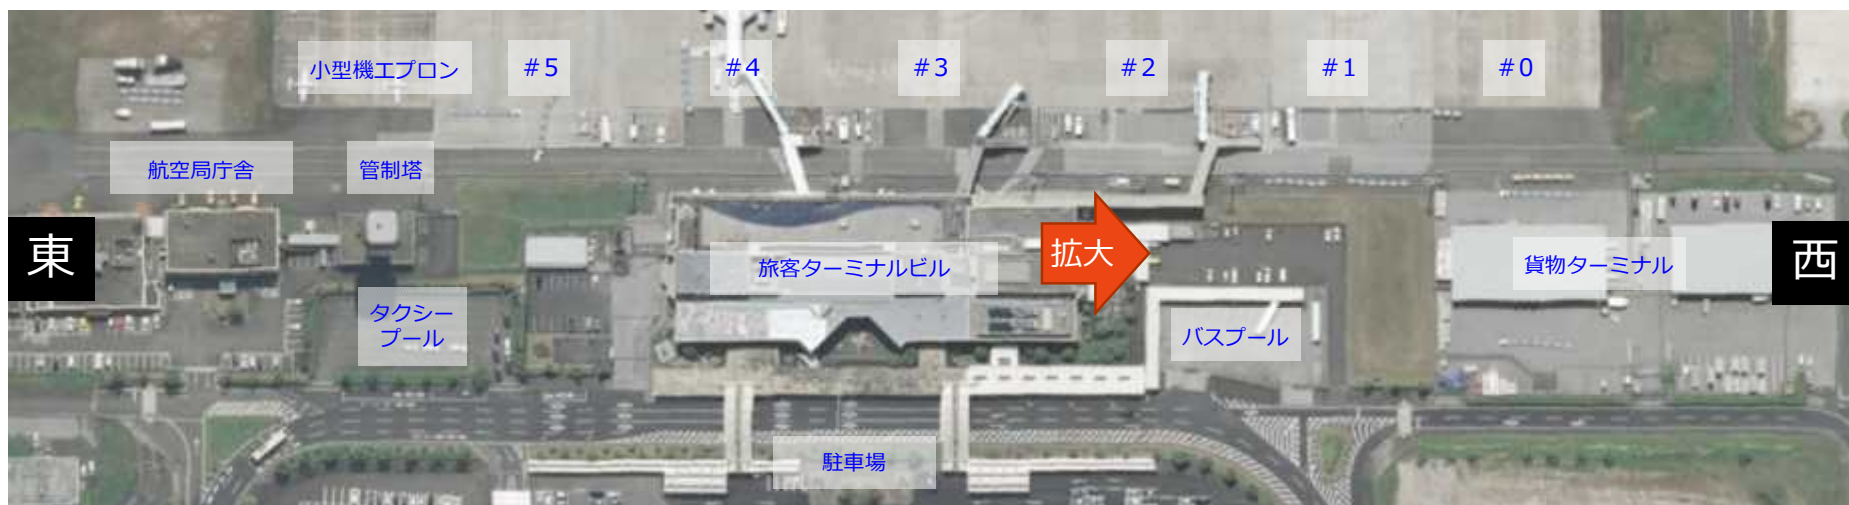 小型機エプロン
#5
#4
#3
#2
#1
#0
航空局庁舎
管制塔
東
旅客ターミナルビル
拡大
貨物ターミナル
西
タクシー
プール
バスプール
駐車場